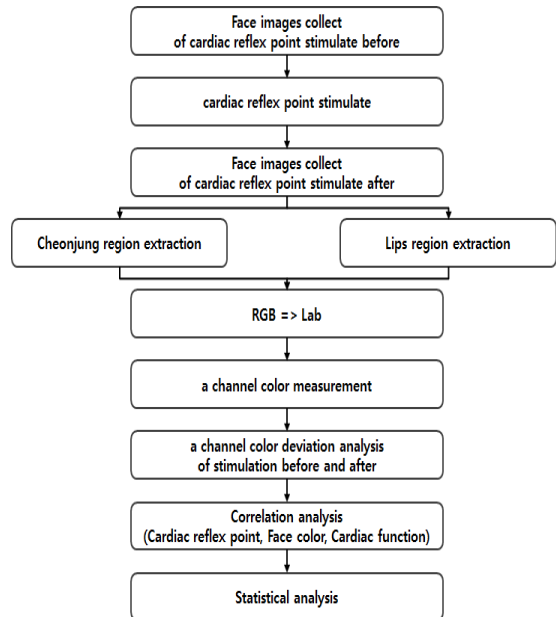 Face images collect
of cardiac reflex point stimulate before
cardiac reflex point stimulate
Face images collect
of cardiac reflex point stimulate after
Cheonjung region extraction
Lips region extraction
RGB => Lab
a channel color measurement
a channel color deviation analysis
of stimulation before and after
Correlation analysis
(Cardiac reflex point, Face color, Cardiac function)
Statistical analysis